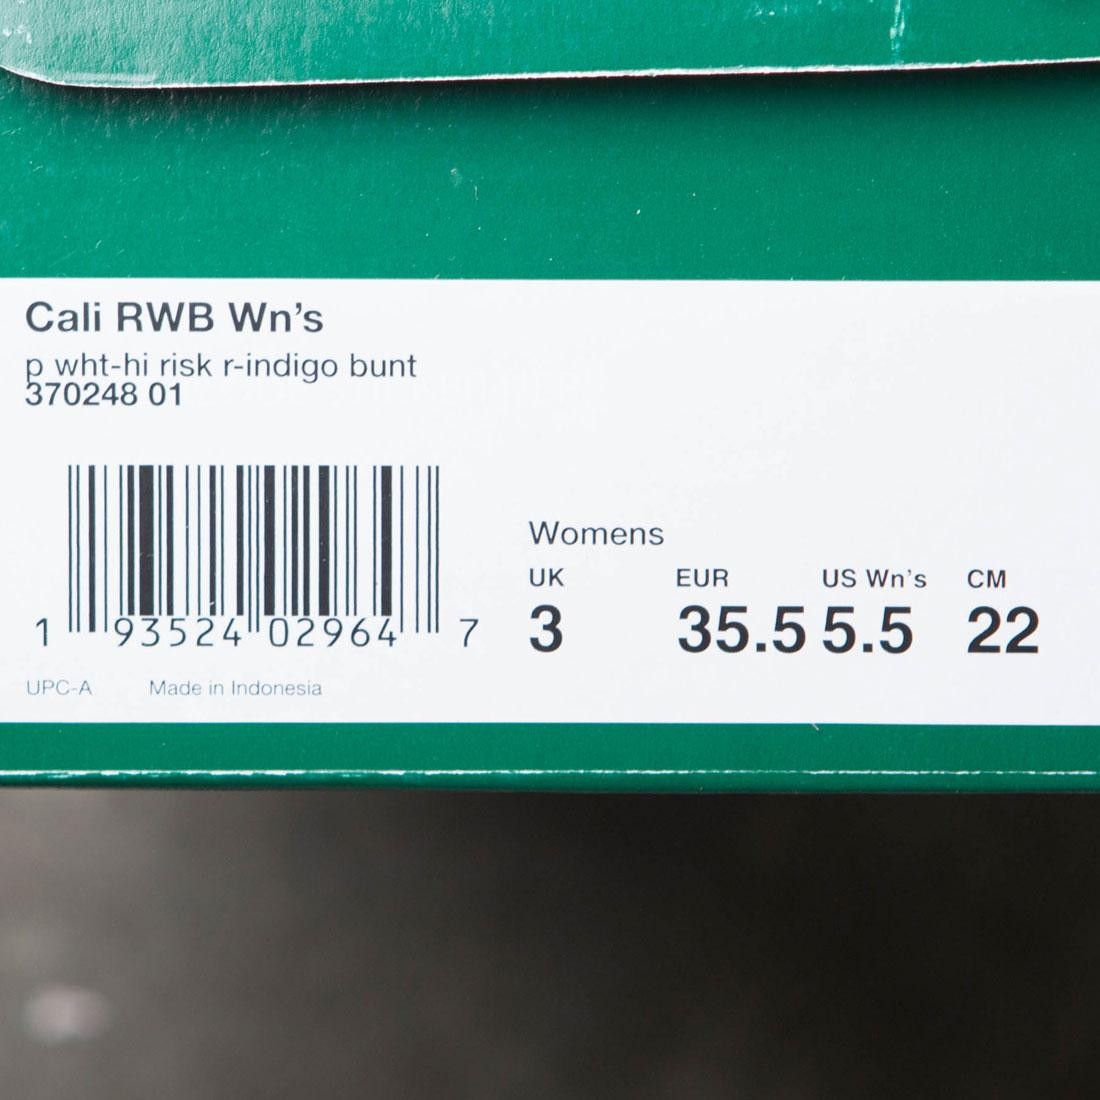 Cali RWB Wn's
p wht-hi risk r-indigo bunt
370248 01
1 93524 02964 7
UPC-A Made in Indonesia
Womens
UK EUR US Wn's CM
3 35.5 5.5 22